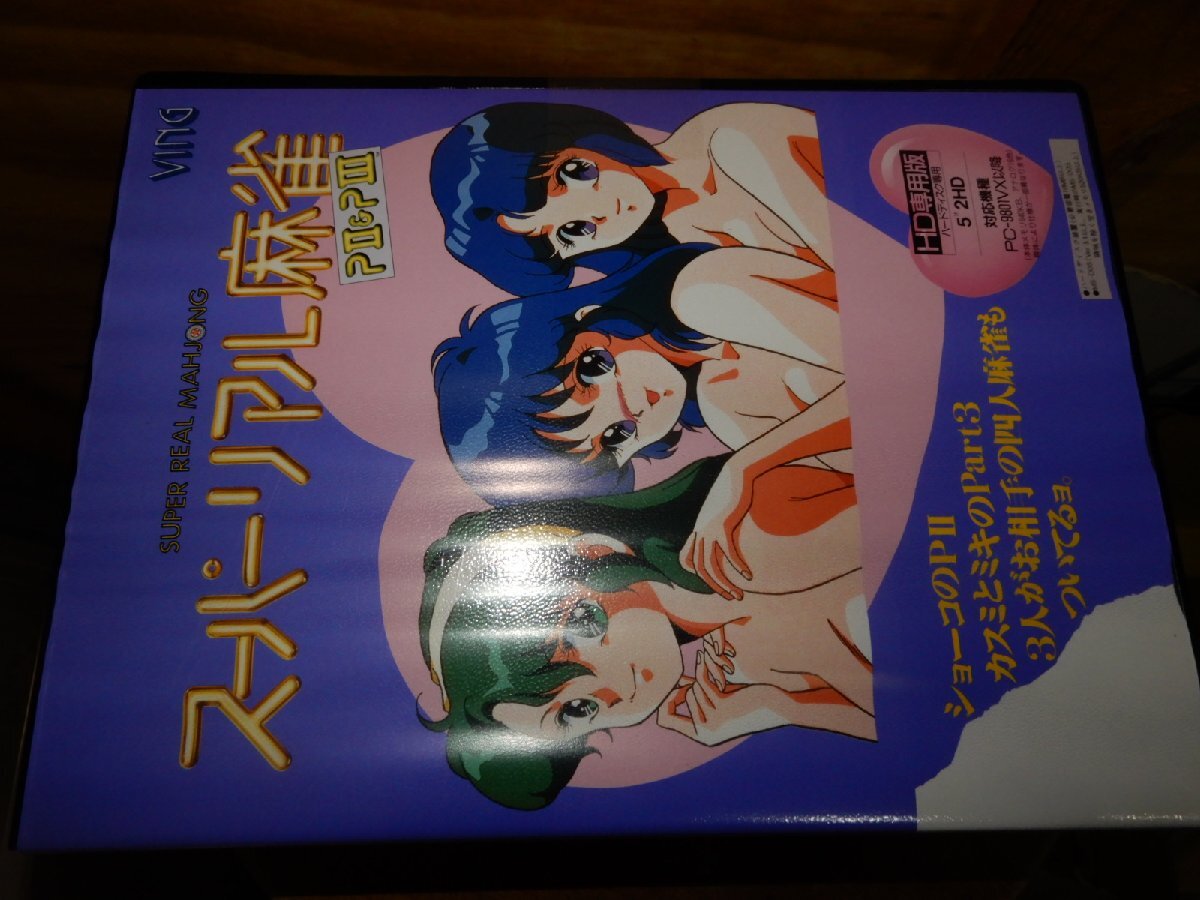 VING
SUPER REAL MAHJONG
スーパーリアル麻雀
PⅡ&PⅢ
HD専用版
ハードディスク専用
5" 2HD
対応機種
PC-9801VX以降
ショーコのPⅡ
カスミとミキのPart3
3人がお相手の四人麻雀も
ついてるョ。